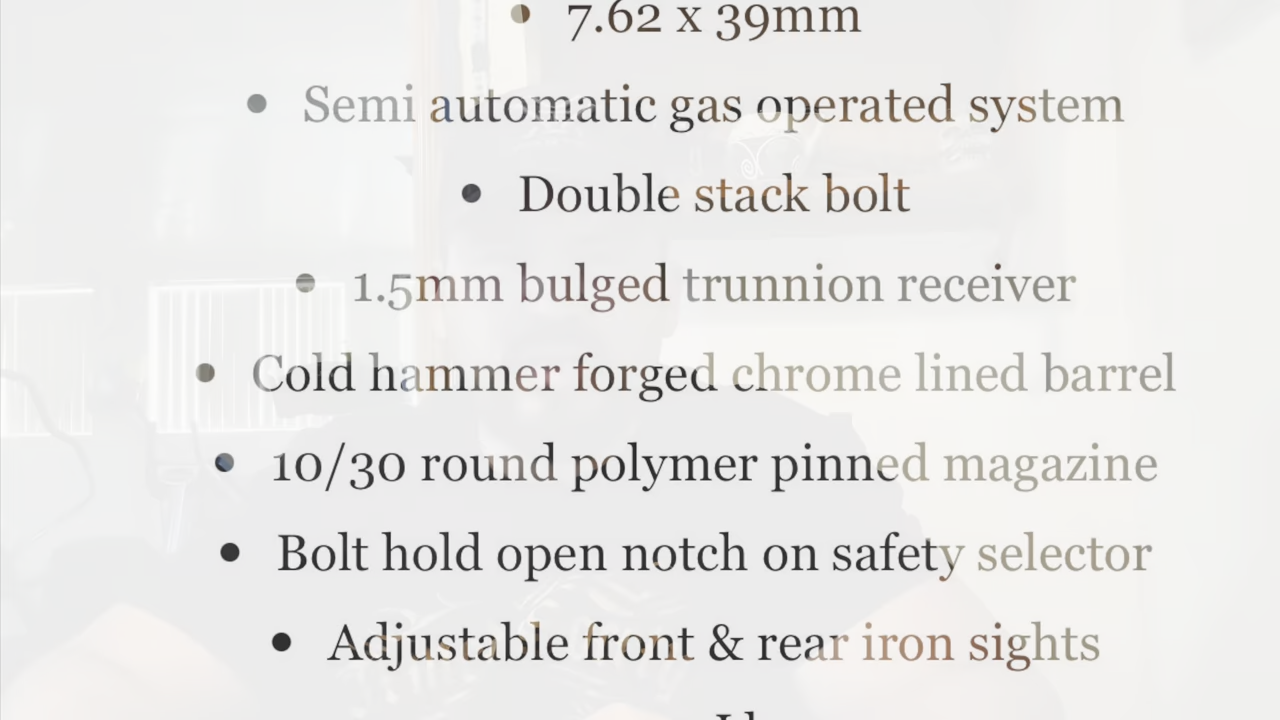 • 7.62 x 39mm
• Semi automatic gas operated system
• Double stack bolt
• 1.5mm bulged trunnion receiver
• Cold hammer forged chrome lined barrel
• 10/30 round polymer pinned magazine
• Bolt hold open notch on safety selector
• Adjustable front & rear iron sights